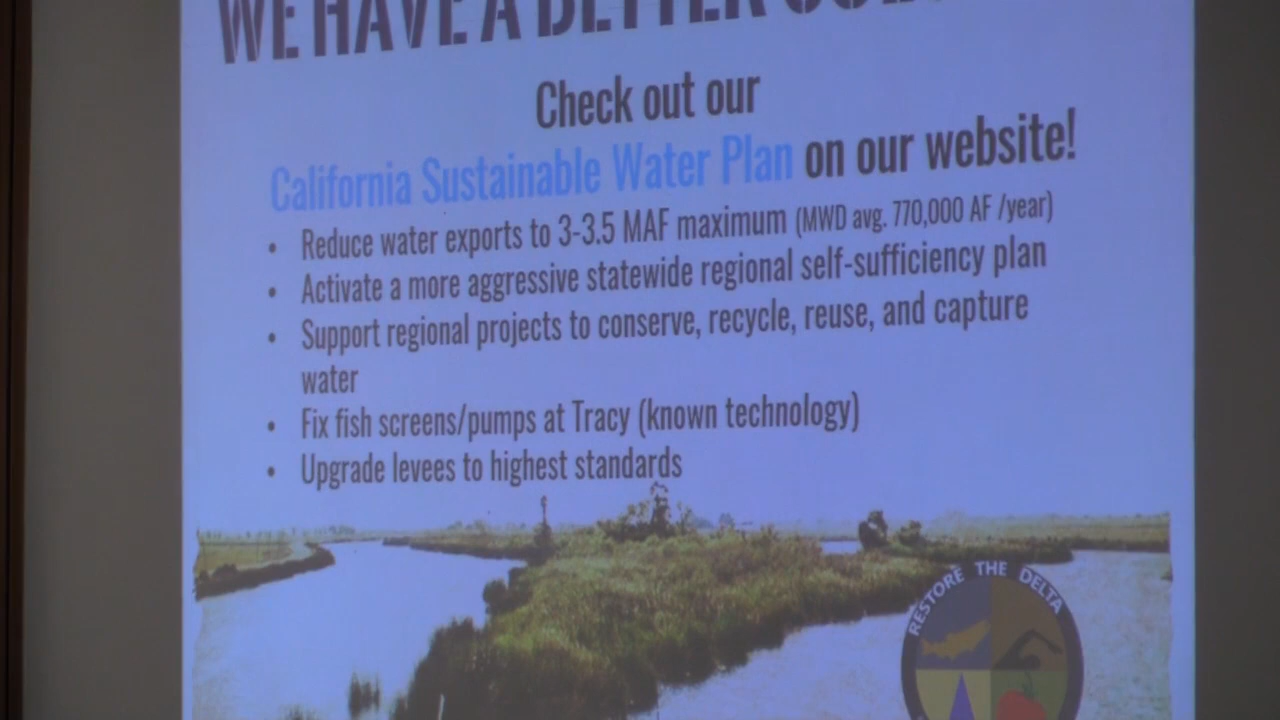 WE HAVE A BETTER
Check out our
California Sustainable Water Plan on our website!
• Reduce water exports to 3-3.5 MAF maximum (MWD avg. 770,000 AF /year)
• Activate a more aggressive statewide regional self-sufficiency plan
• Support regional projects to conserve, recycle, reuse, and capture
water
• Fix fish screens/pumps at Tracy (known technology)
• Upgrade levees to highest standards
RESTORE THE DELTA